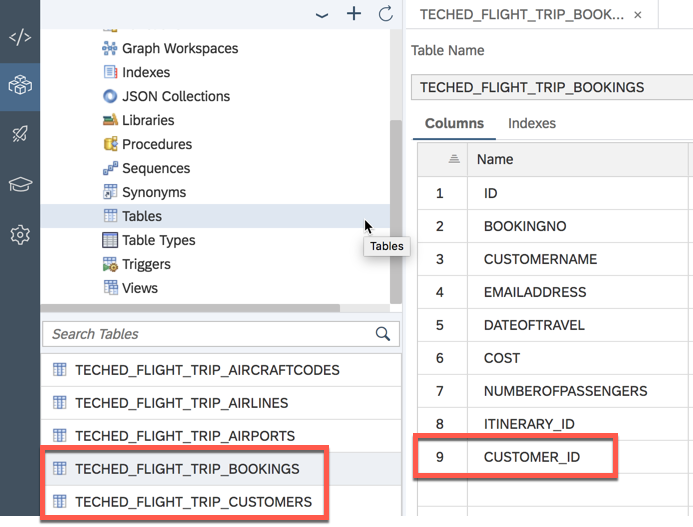 Graph Workspaces
Indexes
JSON Collections
Libraries
Procedures
Sequences
Synonyms
Tables
Table Types
Triggers
Views
Tables
Search Tables
TECHED_FLIGHT_TRIP_AIRCRAFTCODES
TECHED_FLIGHT_TRIP_AIRLINES
TECHED_FLIGHT_TRIP_AIRPORTS
TECHED_FLIGHT_TRIP_BOOKINGS
TECHED_FLIGHT_TRIP_CUSTOMERS
TECHED_FLIGHT_TRIP_BOOK... ×
Table Name
TECHED_FLIGHT_TRIP_BOOKINGS
Columns Indexes
Name
1 ID
2 BOOKINGNO
3 CUSTOMERNAME
4 EMAILADDRESS
5 DATEOFTRAVEL
6 COST
7 NUMBEROFPASSENGERS
8 ITINERARY_ID
9 CUSTOMER_ID